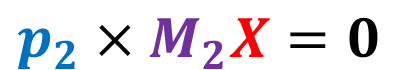 p₂ × M₂X = 0